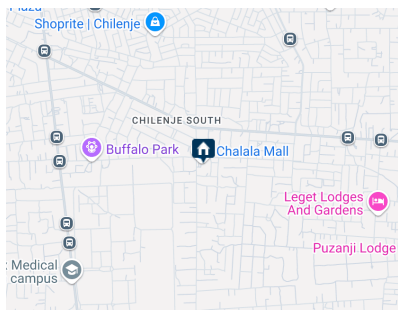 Plaza
Shoprite | Chilenje
CHILENJE SOUTH
Buffalo Park
Chalala Mall
Leget Lodges
And Gardens
Puzanji Lodge
: Medical
campus